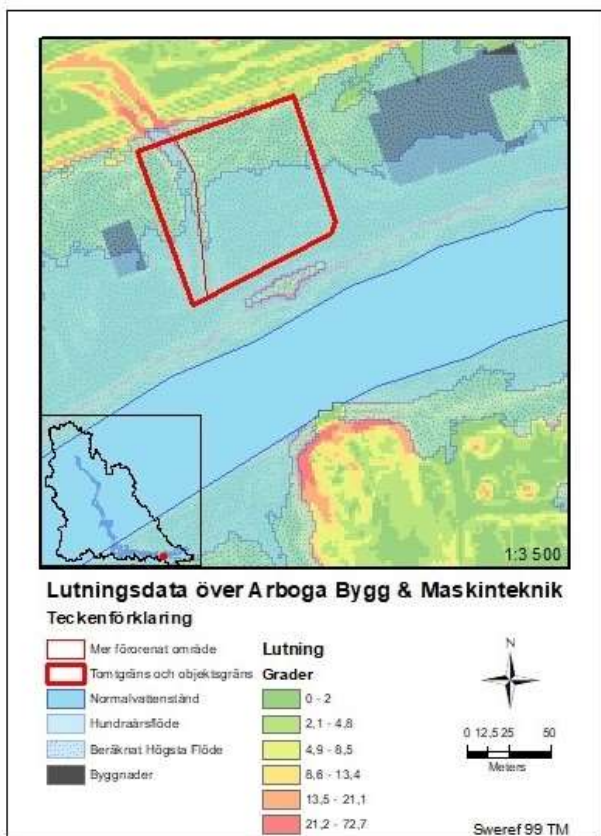 1:3 500
Lutningsdata över Arboga Bygg & Maskinteknik
Teckenförklaring
Mer förorenat område
Tomtgräns och objektsgräns
Normalvattenstånd
Hundraårsflöde
Beräknat Högsta Flöde
Byggnader
Lutning
Grader
0 - 2
2,1 - 4,8
4,9 - 8,5
8,6 - 13,4
13,5 - 21,1
21,2 - 72,7
N
0 12,5 25 50
Meters
Sweref 99 TM